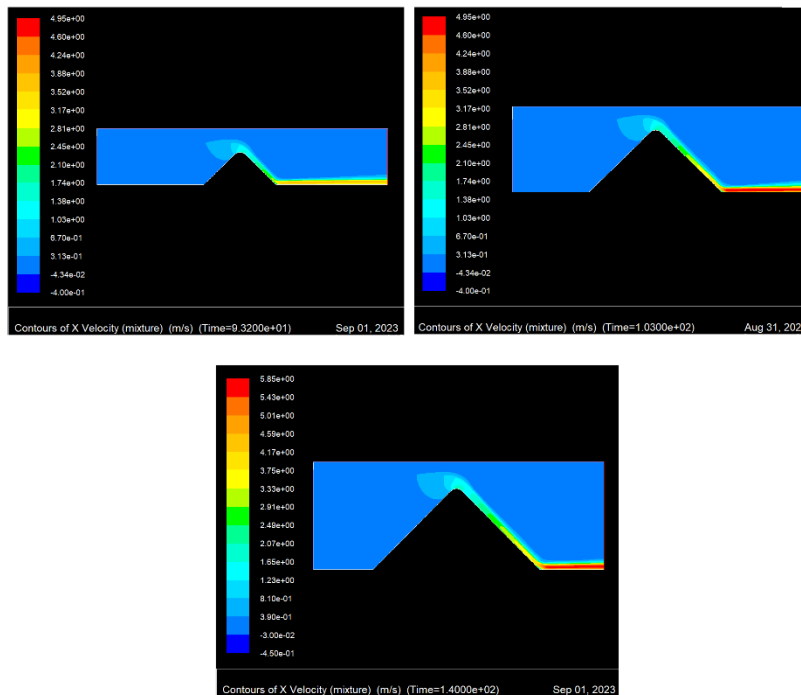 4.95e+00
4.60e+00
4.24e+00
3.88e+00
3.52e+00
3.17e+00
2.81e+00
2.45e+00
2.10e+00
1.74e+00
1.38e+00
1.03e+00
6.70e-01
3.13e-01
-4.34e-02
-4.00e-01
Contours of X Velocity (mixture) (m/s) (Time=9.3200e+01) Sep 01, 2023
4.95e+00
4.60e+00
4.24e+00
3.88e+00
3.52e+00
3.17e+00
2.81e+00
2.45e+00
2.10e+00
1.74e+00
1.38e+00
1.03e+00
6.70e-01
3.13e-01
-4.34e-02
-4.00e-01
Contours of X Velocity (mixture) (m/s) (Time=1.0300e+02) Aug 31, 202
5.85e+00
5.43e+00
5.01e+00
4.59e+00
4.17e+00
3.75e+00
3.33e+00
2.91e+00
2.48e+00
2.07e+00
1.65e+00
1.23e+00
8.10e-01
3.90e-01
-3.00e-02
-4.50e-01
Contours of X Velocity (mixture) (m/s) (Time=1.4000e+02) Sep 01, 2023